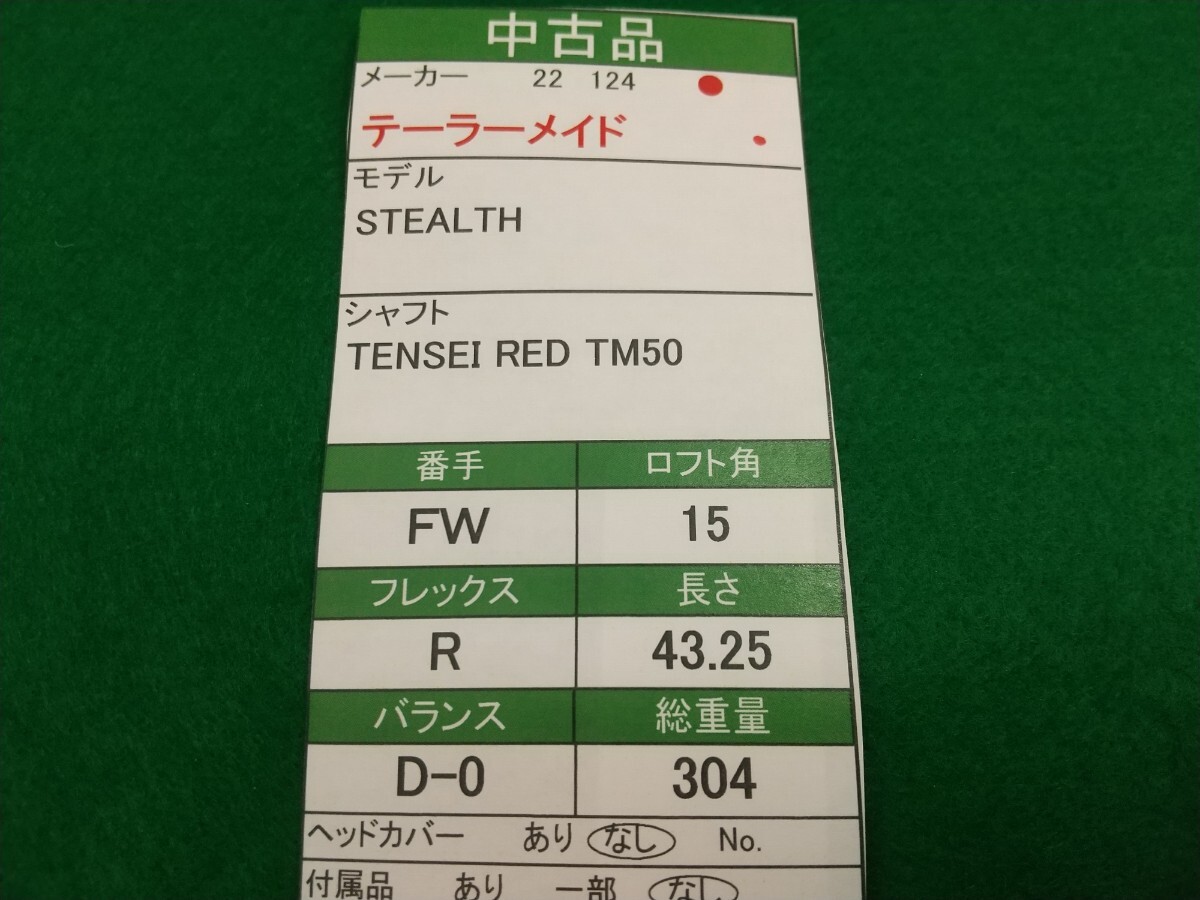 中古品
メーカー 22 124
テーラーメイド
モデル
STEALTH
シャフト
TENSEI RED TM50
番手 ロフト角
FW 15
フレックス 長さ
R 43.25
バランス 総重量
D-0 304
ヘッドカバー あり なし No.
付属品 あり 一部 なし